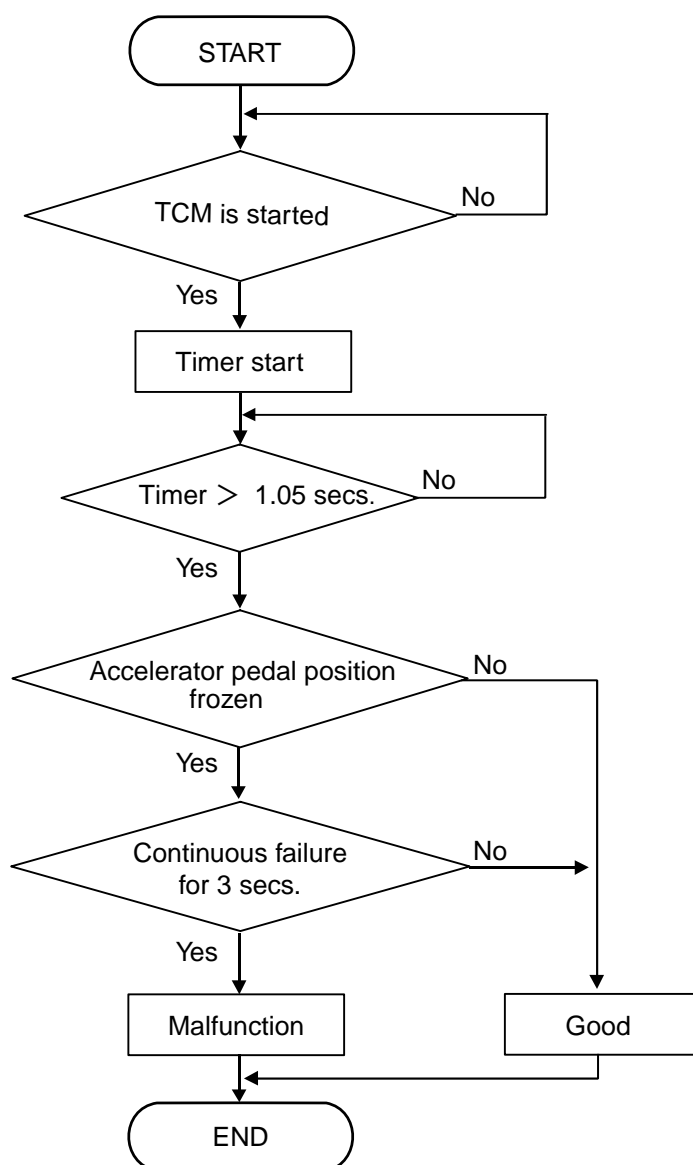 START
TCM is started
No
Yes
Timer start
Timer ＞ 1.05 secs.
No
Yes
Accelerator pedal position
frozen
No
Yes
Continuous failure
for 3 secs.
No
Yes
Malfunction
Good
END